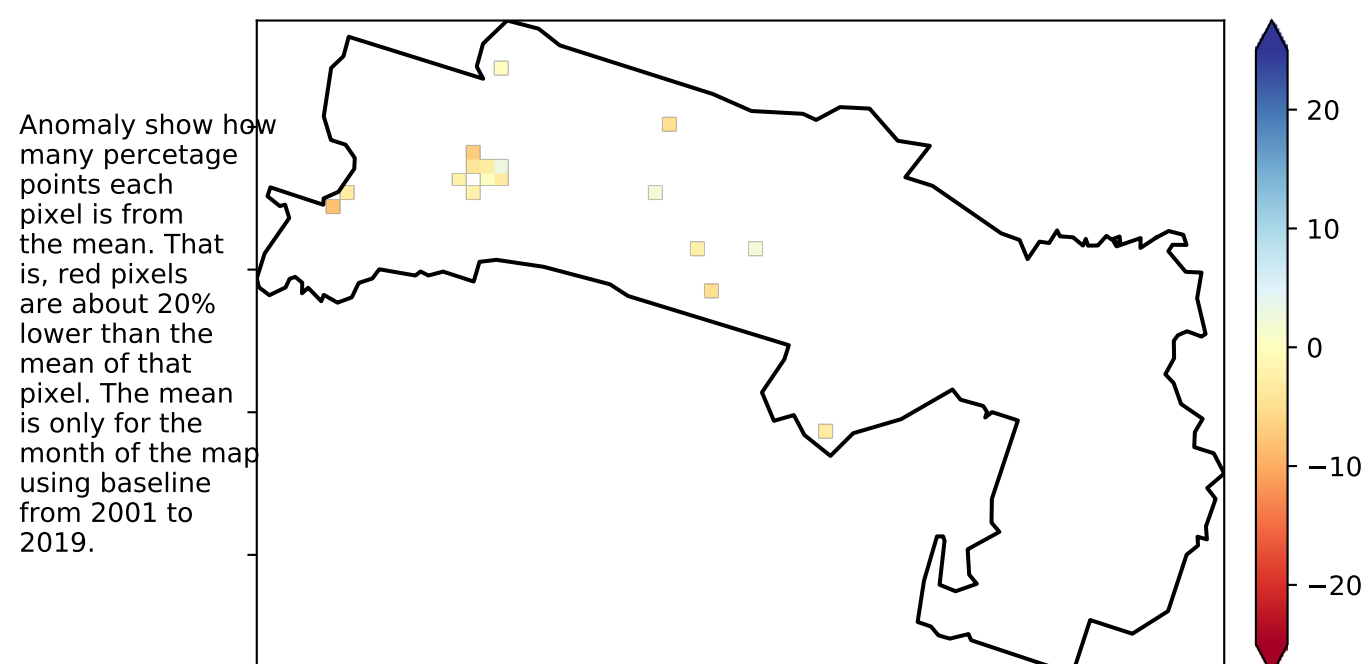 Anomaly show how
many percetage
points each
pixel is from
the mean. That
is, red pixels
are about 20%
lower than the
mean of that
pixel. The mean
is only for the
month of the map
using baseline
from 2001 to
2019.
20
10
0
−10
−20